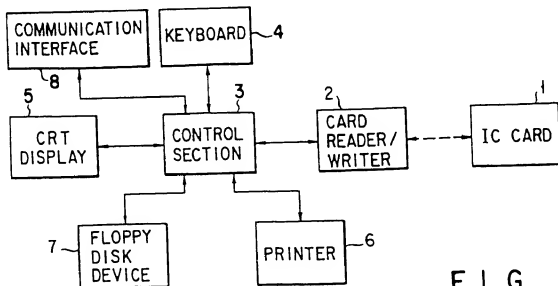 COMMUNICATION
INTERFACE
8
KEYBOARD
4
5
CRT
DISPLAY
3
CONTROL
SECTION
2
CARD
READER/
WRITER
1
IC CARD
7
FLOPPY
DISK
DEVICE
PRINTER
6
FIG